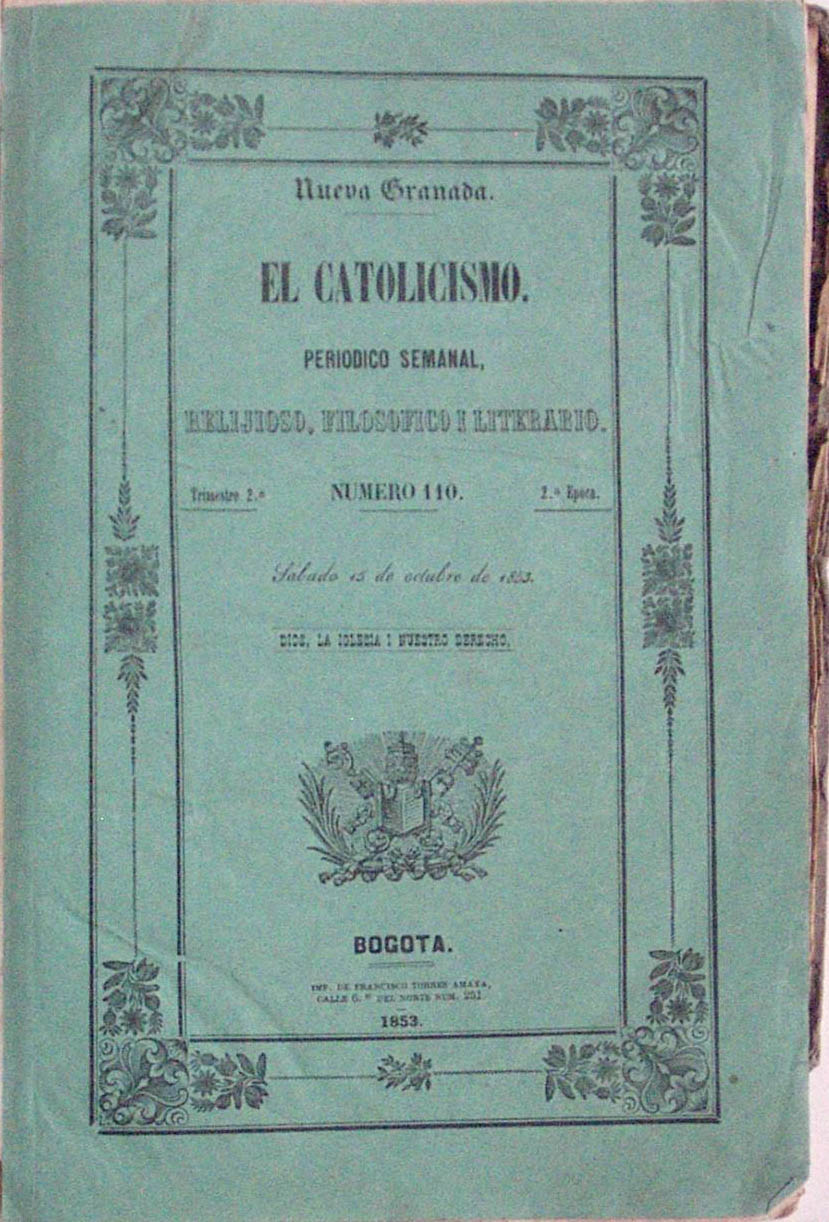 Nueva Granada.
EL CATOLICISMO.
PERIODICO SEMANAL,
RELIJIOSO, FILOSOFICO I LITERARIO.
Trimestre 2.º NUMERO 110. 2.ª Epoca.
Sabado 15 de octubre de 1853.
DIOS, LA IGLESIA I NUESTRO DERECHO.
BOGOTA.
IMP. DE FRANCISCO TORRES AMAYA,
CALLE 6.ª DEL NORTE NUM. 251.
1853.